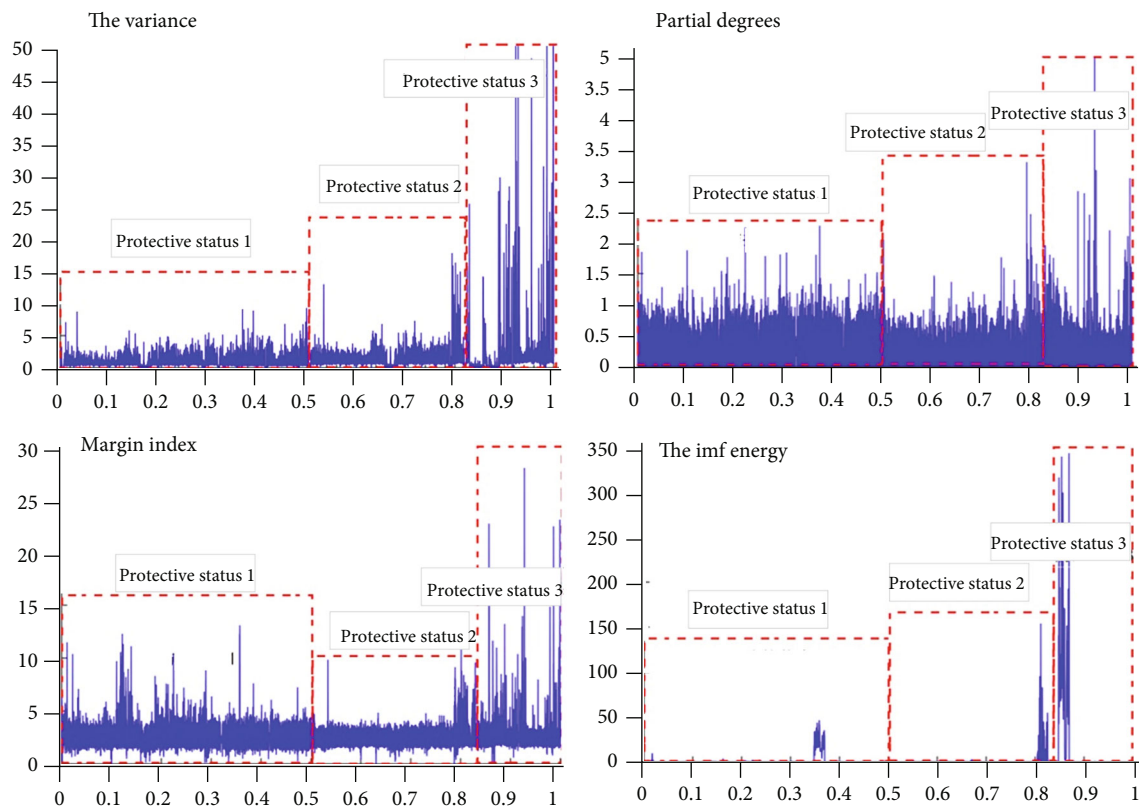 The variance
50
45
40
35
30
25
20
15
10
5
0
Protective status 1
Protective status 2
Protective status 3
0 0.1 0.2 0.3 0.4 0.5 0.6 0.7 0.8 0.9 1
Partial degrees
5
4.5
4
3.5
3
2.5
2
1.5
1
0.5
0
Protective status 1
Protective status 2
Protective status 3
0 0.1 0.2 0.3 0.4 0.5 0.6 0.7 0.8 0.9 1
Margin index
30
25
20
15
10
5
0
Protective status 1
Protective status 2
Protective status 3
0 0.1 0.2 0.3 0.4 0.5 0.6 0.7 0.8 0.9 1
The imf energy
350
300
250
200
150
100
50
0
Protective status 1
Protective status 2
Protective status 3
0 0.1 0.2 0.3 0.4 0.5 0.6 0.7 0.8 0.9 1